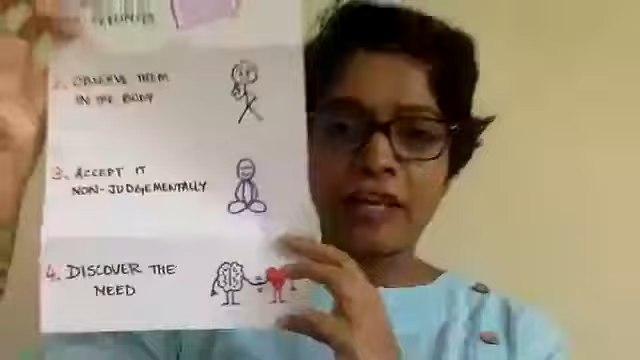 2. OBSERVE THEM
IN THE BODY
3. ACCEPT IT
NON-JUDGEMENTALLY
4. DISCOVER THE
NEED